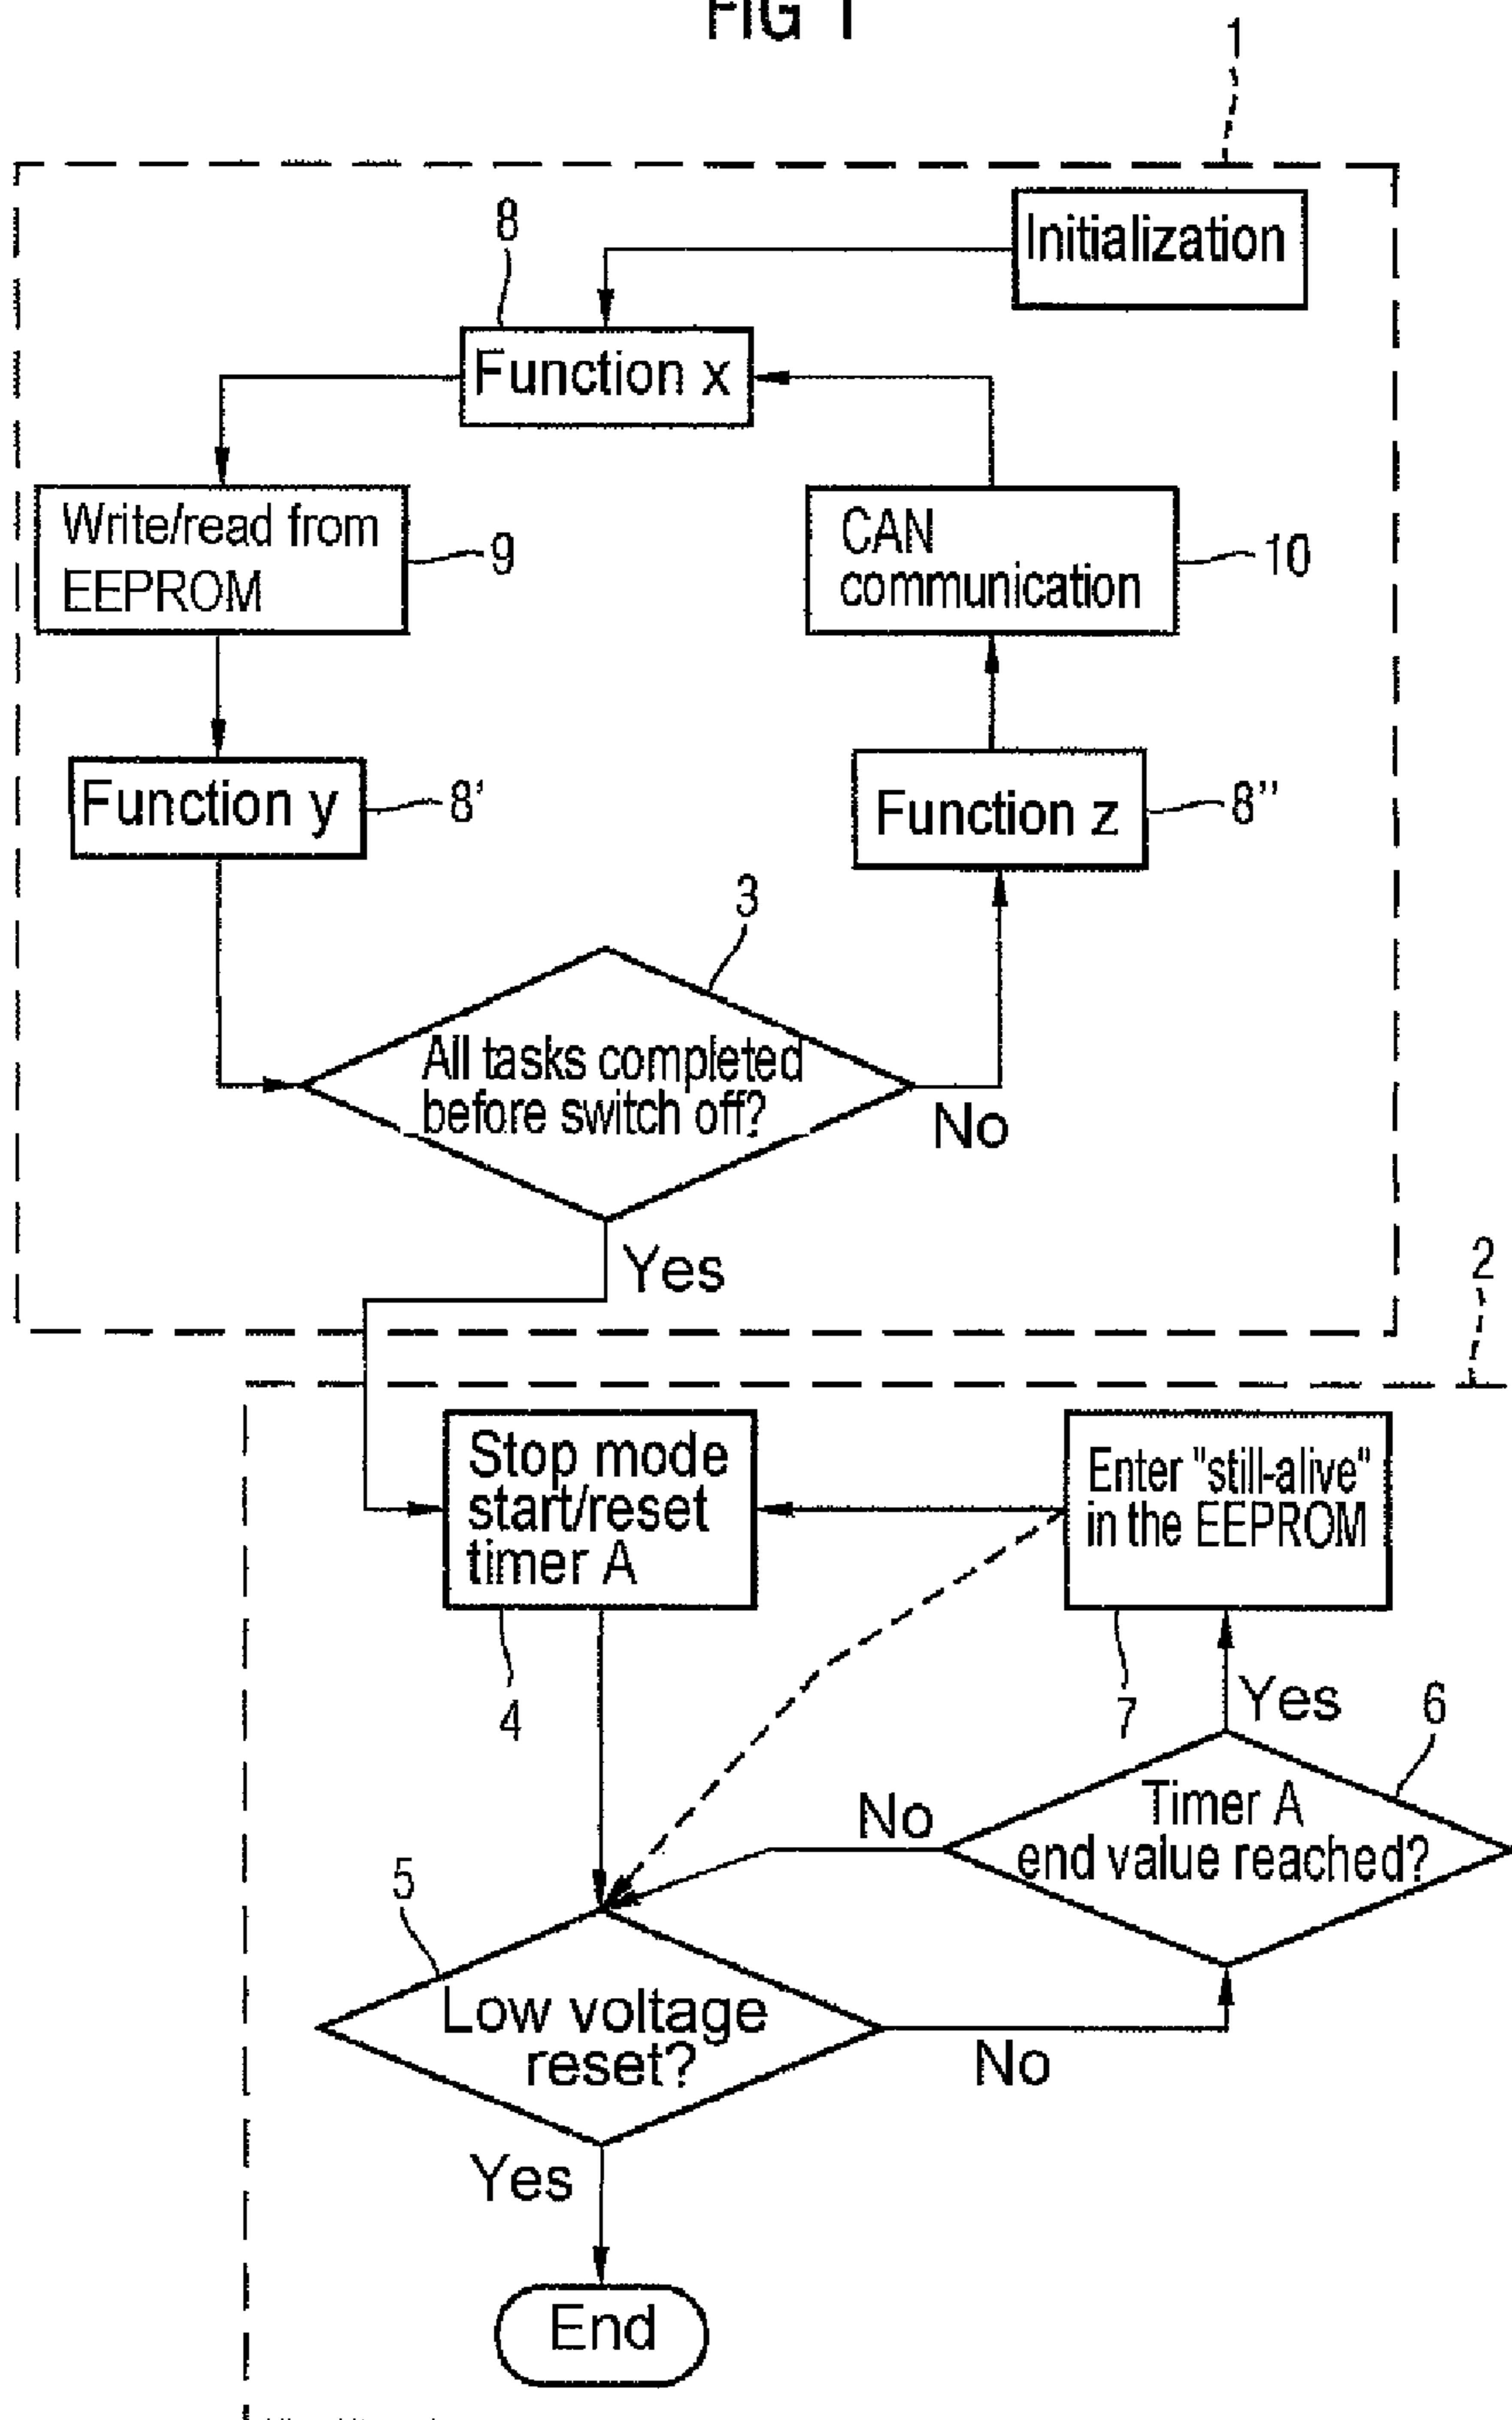 FIG 1
1
Initialization
8
Function x
Write/read from
EEPROM
9
CAN
communication
10
Function y
8'
Function z
8''
3
All tasks completed
before switch off?
No
Yes
2
Stop mode
start/reset
timer A
4
Enter "still-alive"
in the EEPROM
7
Yes
6
Timer A
end value reached?
No
5
Low voltage
reset?
No
Yes
End